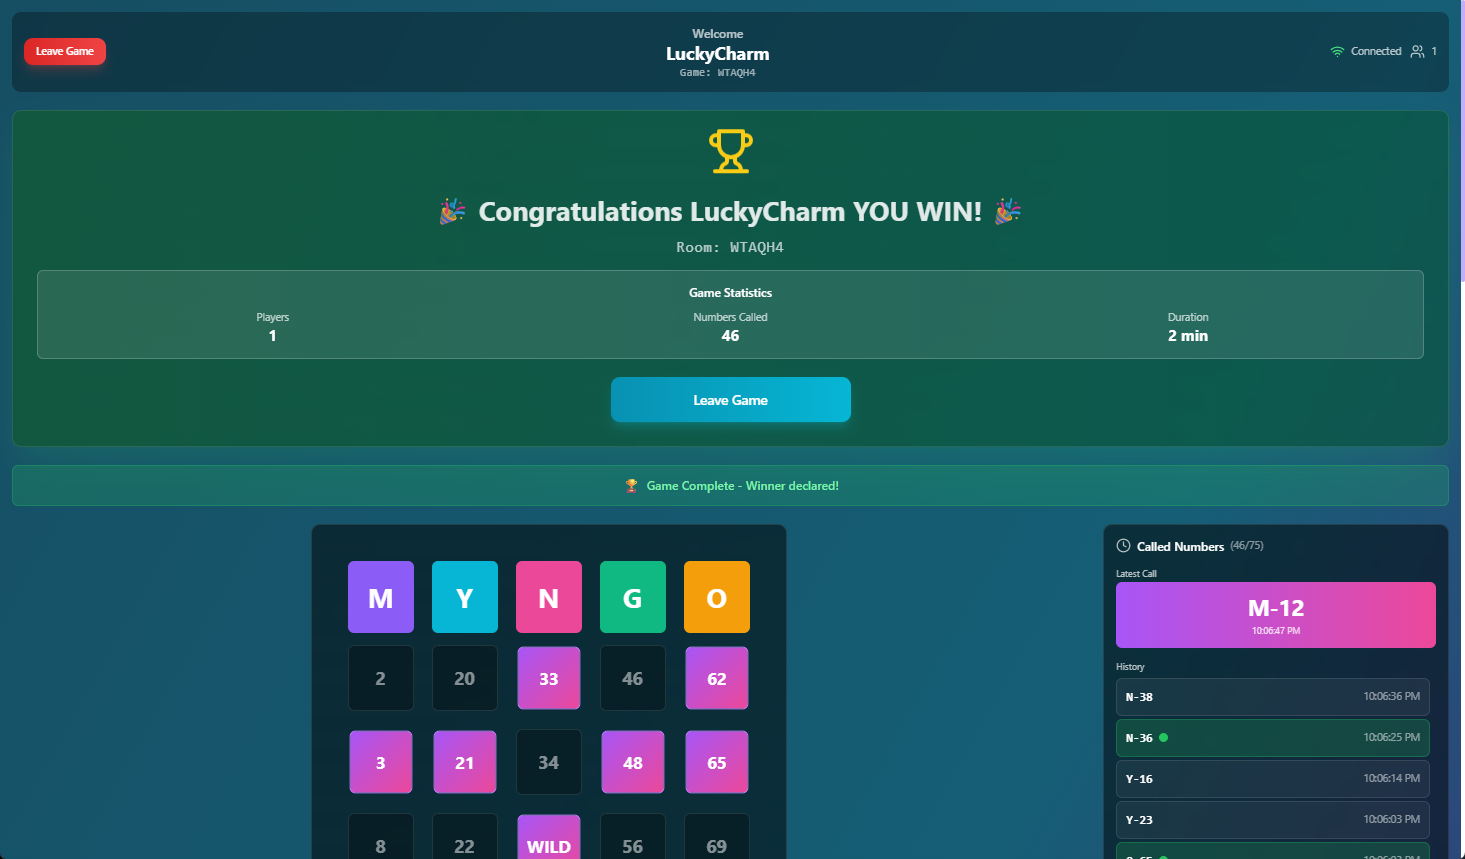 Leave Game
Welcome
LuckyCharm
Game: WTAQH4
Connected 1
🎉 Congratulations LuckyCharm YOU WIN! 🎉
Room: WTAQH4
Game Statistics
Players
1
Numbers Called
46
Duration
2 min
Leave Game
🏆 Game Complete - Winner declared!
M Y N G O
2 20 33 46 62
3 21 34 48 65
8 22 WILD 56 69
Called Numbers (46/75)
Latest Call
M-12
10:06:47 PM
History
N-38 10:06:36 PM
N-36 10:06:25 PM
Y-16 10:06:14 PM
Y-23 10:06:03 PM